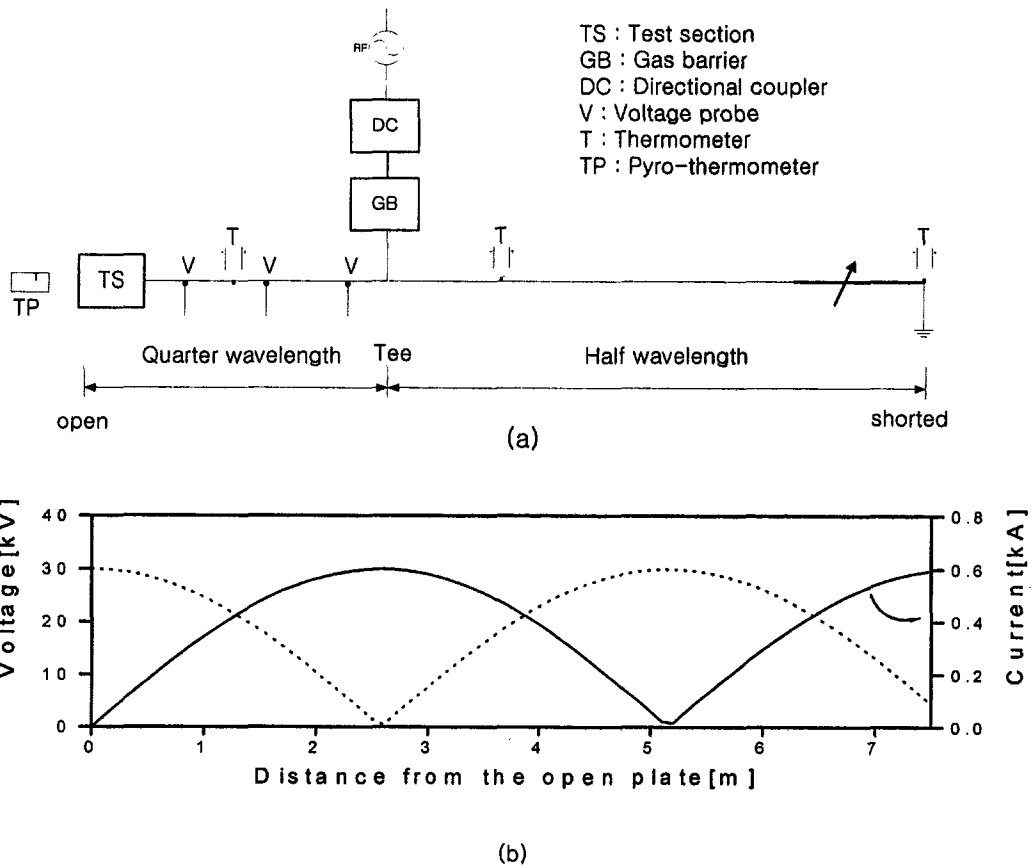 RF
TS : Test section
GB : Gas barrier
DC : Directional coupler
V : Voltage probe
T : Thermometer
TP : Pyro-thermometer
DC
GB
T
T
T
V
V
V
TS
TP
Quarter wavelength
Tee
Half wavelength
open
shorted
(a)
Voltage[kV]
40
30
20
10
0
0.8
0.6
0.4
0.2
0.0
Current[kA]
0 1 2 3 4 5 6 7
Distance from the open plate[m]
(b)